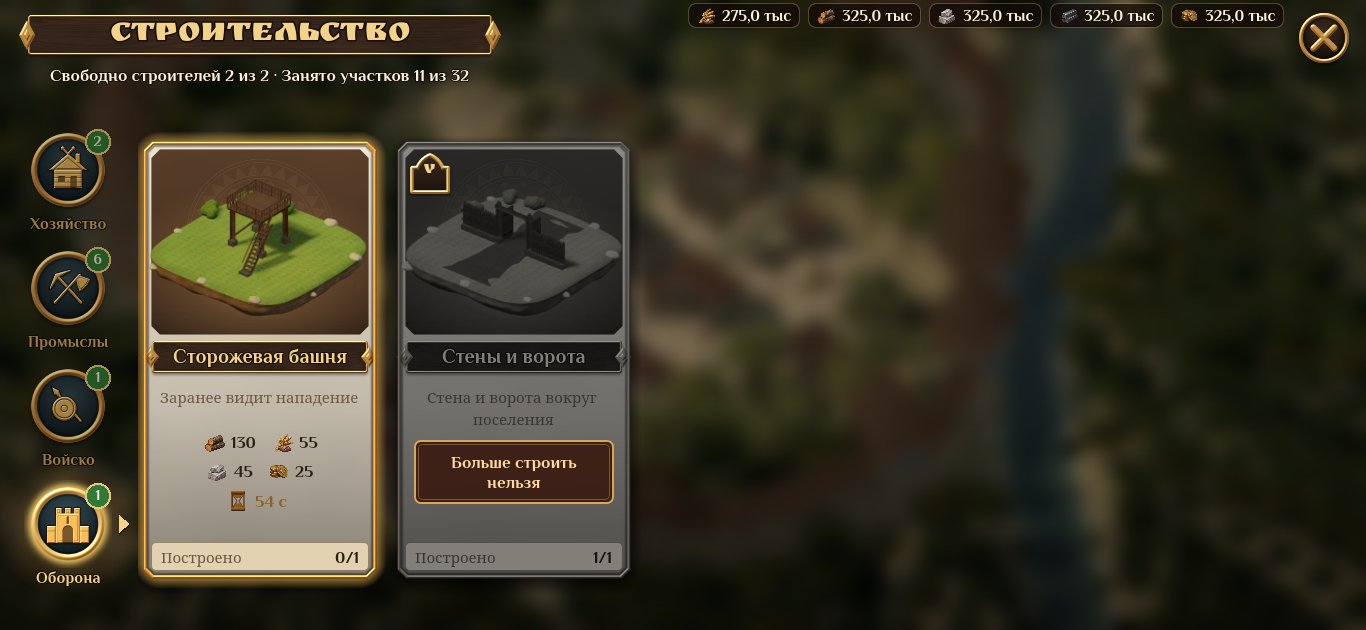 СТРОИТЕЛЬСТВО
275,0 тыс
325,0 тыс
325,0 тыс
325,0 тыс
325,0 тыс
Свободно строителей 2 из 2 · Занято участков 11 из 32
2
Хозяйство
6
Промыслы
1
Войско
1
Оборона
Сторожевая башня
Заранее видит нападение
130 55
45 25
54 с
Построено 0/1
V
Стены и ворота
Стена и ворота вокруг
поселения
Больше строить
нельзя
Построено 1/1